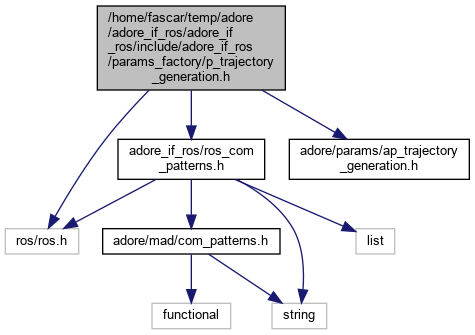 /home/fascar/temp/adore
/adore_if_ros/adore_if
_ros/include/adore_if_ros
/params_factory/p_trajectory
_generation.h
adore_if_ros/ros_com
_patterns.h
adore/params/ap_trajectory
_generation.h
ros/ros.h
adore/mad/com_patterns.h
list
functional
string